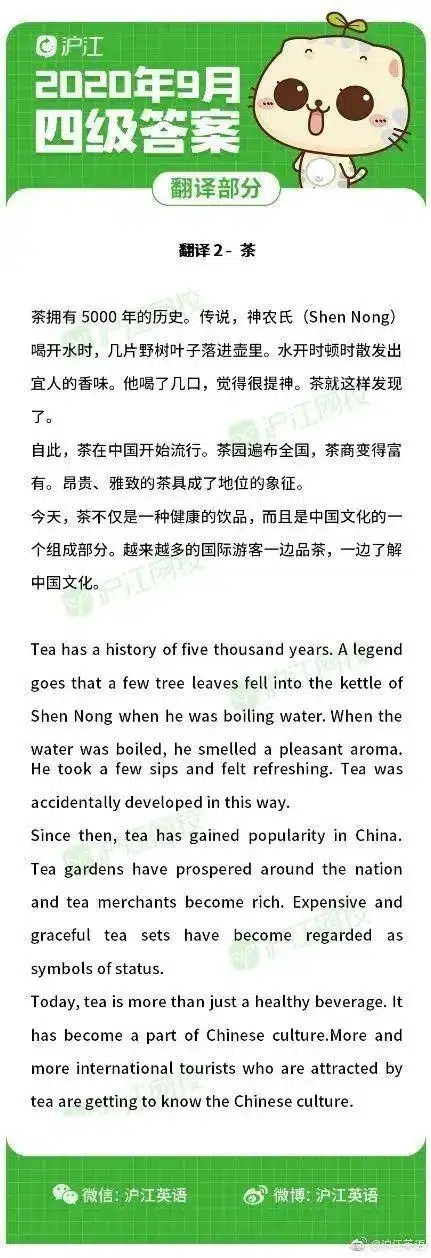 沪江
2020年9月
四级答案
翻译部分
翻译 2 - 茶
茶拥有 5000 年的历史。传说，神农氏（Shen Nong）
喝开水时，几片野树叶子落进壶里。水开时顿时散发出
宜人的香味。他喝了几口，觉得很提神。茶就这样发现
了。
自此，茶在中国开始流行。茶园遍布全国，茶商变得富
有。昂贵、雅致的茶具成了地位的象征。
今天，茶不仅是一种健康的饮品，而且是中国文化的一
个组成部分。越来越多的国际游客一边品茶，一边了解
中国文化。
Tea has a history of five thousand years. A legend
goes that a few tree leaves fell into the kettle of
Shen Nong when he was boiling water. When the
water was boiled, he smelled a pleasant aroma.
He took a few sips and felt refreshing. Tea was
accidentally developed in this way.
Since then, tea has gained popularity in China.
Tea gardens have prospered around the nation
and tea merchants become rich. Expensive and
graceful tea sets have become regarded as
symbols of status.
Today, tea is more than just a healthy beverage. It
has become a part of Chinese culture.More and
more international tourists who are attracted by
tea are getting to know the Chinese culture.
微信：沪江英语 微博：沪江英语
@沪江英语